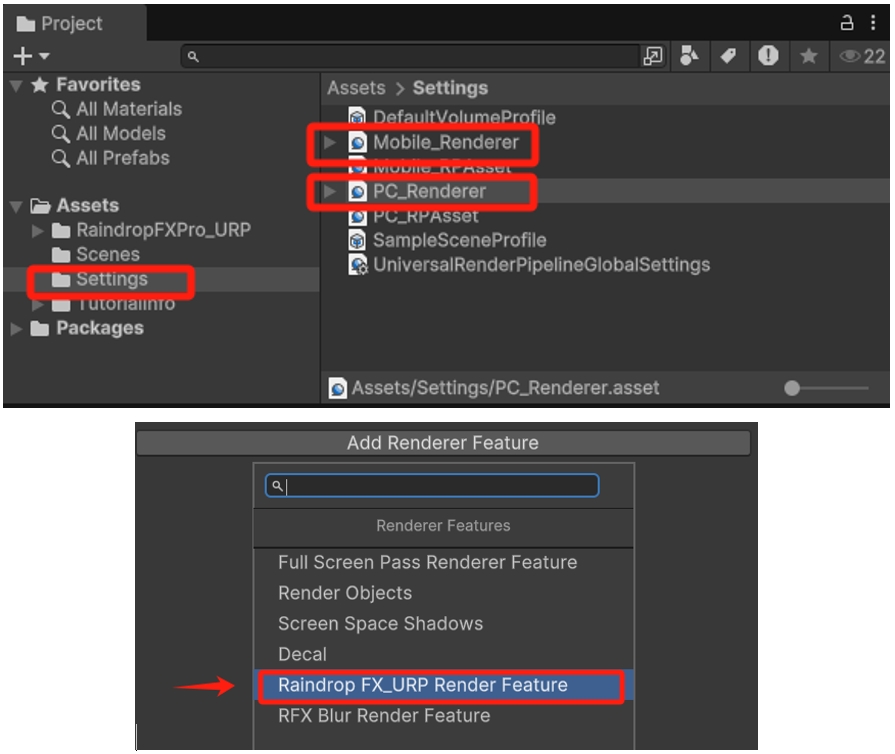 Project
22
Favorites
All Materials
All Models
All Prefabs
Assets
RaindropFXPro_URP
Scenes
Settings
TutorialInfo
Packages
Assets > Settings
DefaultVolumeProfile
Mobile_Renderer
Mobile_RPAsset
PC_Renderer
PC_RPAsset
SampleSceneProfile
UniversalRenderPipelineGlobalSettings
Assets/Settings/PC_Renderer.asset
Add Renderer Feature
Renderer Features
Full Screen Pass Renderer Feature
Render Objects
Screen Space Shadows
Decal
Raindrop FX_URP Render Feature
RFX Blur Render Feature